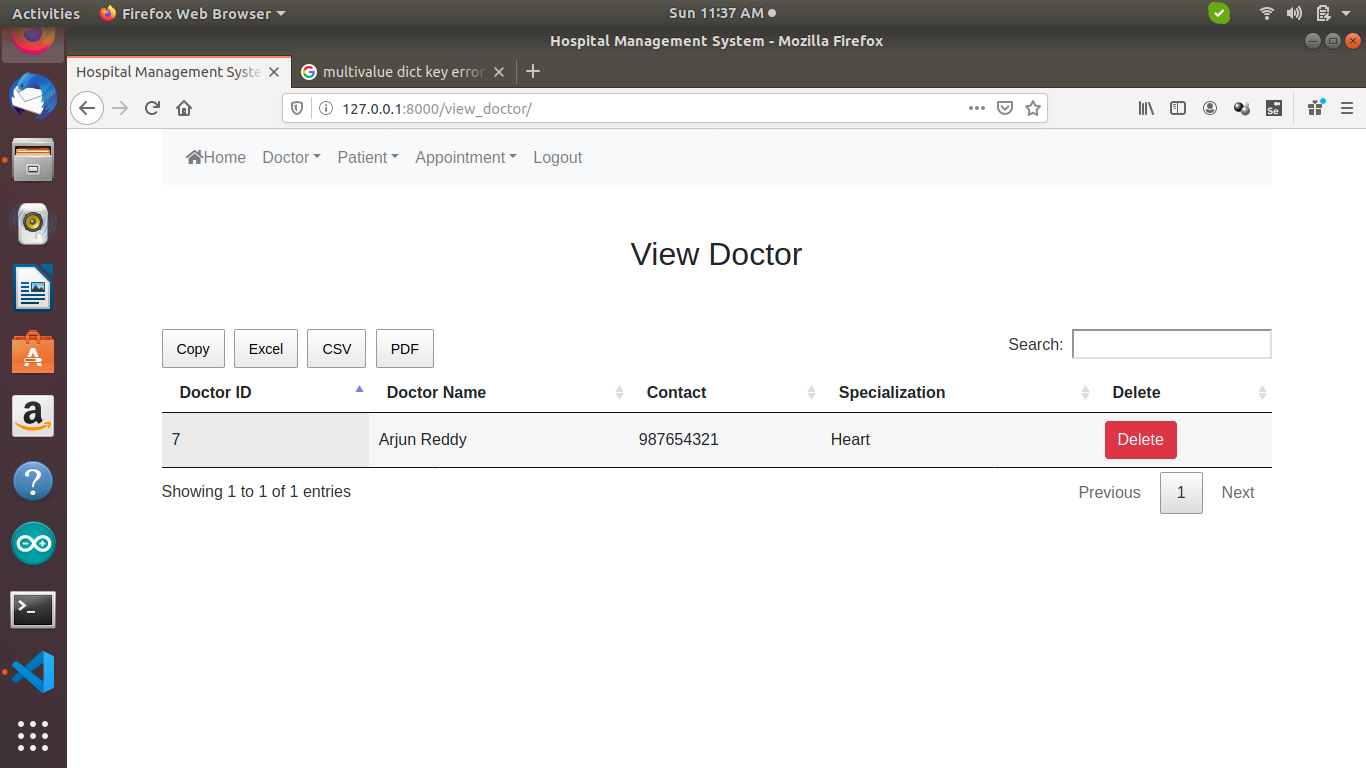 Activities Firefox Web Browser Sun 11:37 AM
Hospital Management System - Mozilla Firefox
Hospital Management Syste multivalue dict key error
127.0.0.1:8000/view_doctor/ Se
Home Doctor Patient Appointment Logout
View Doctor
Copy Excel CSV PDF Search:
Doctor ID Doctor Name Contact Specialization Delete
7 Arjun Reddy 987654321 Heart Delete
Showing 1 to 1 of 1 entries Previous 1 Next